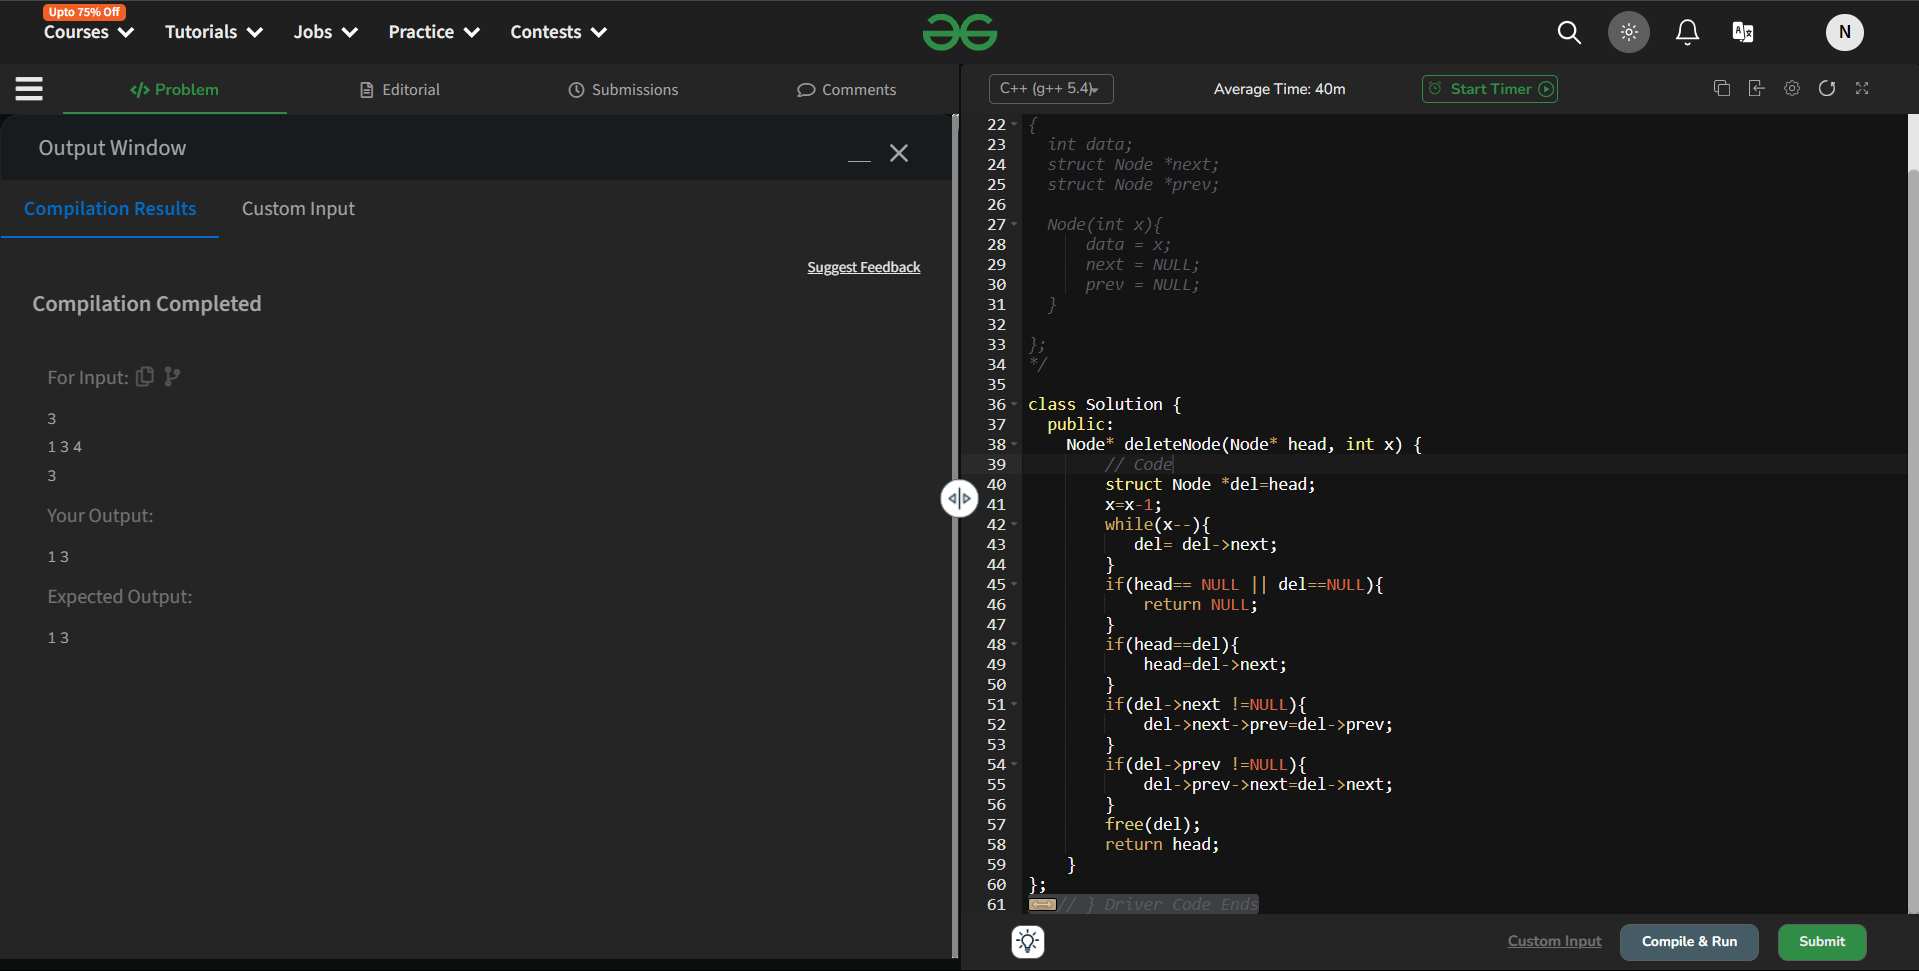 Upto 75% Off
Courses Tutorials Jobs Practice Contests
N
Problem Editorial Submissions Comments
Output Window
Compilation Results Custom Input
Suggest Feedback
Compilation Completed
For Input:
3
1 3 4
3
Your Output:
1 3
Expected Output:
1 3
C++ (g++ 5.4) Average Time: 40m Start Timer
22 {
23 int data;
24 struct Node *next;
25 struct Node *prev;
26
27 Node(int x){
28 data = x;
29 next = NULL;
30 prev = NULL;
31 }
32
33 };
34 */
35
36 class Solution {
37 public:
38 Node* deleteNode(Node* head, int x) {
39 // Code
40 struct Node *del=head;
41 x=x-1;
42 while(x--){
43 del= del->next;
44 }
45 if(head== NULL || del==NULL){
46 return NULL;
47 }
48 if(head==del){
49 head=del->next;
50 }
51 if(del->next !=NULL){
52 del->next->prev=del->prev;
53 }
54 if(del->prev !=NULL){
55 del->prev->next=del->next;
56 }
57 free(del);
58 return head;
59 }
60 };
61 // } Driver Code Ends
Custom Input Compile & Run Submit